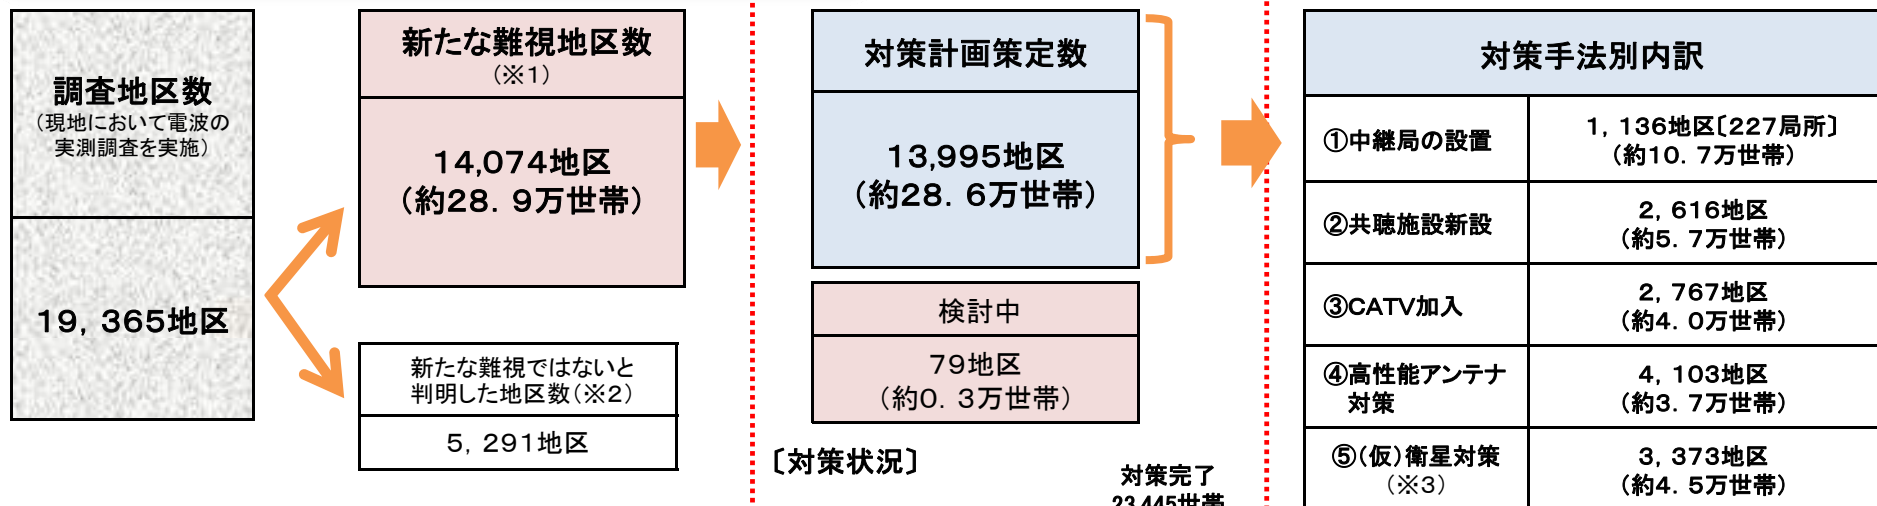 調査地区数
（現地において電波の
実測調査を実施）
19, 365地区
新たな難視地区数
（※1）
14,074地区
（約28. 9万世帯）
新たな難視ではないと
判明した地区数（※2）
5, 291地区
対策計画策定数
13,995地区
（約28. 6万世帯）
検討中
79地区
（約0. 3万世帯）
〔対策状況〕
対策完了
23,445世帯
対策手法別内訳
①中継局の設置
1, 136地区〔227局所〕
（約10. 7万世帯）
②共聴施設新設
2, 616地区
（約5. 7万世帯）
③CATV加入
2, 767地区
（約4. 0万世帯）
④高性能アンテナ
対策
4, 103地区
（約3. 7万世帯）
⑤（仮）衛星対策
（※3）
3, 373地区
（約4. 5万世帯）